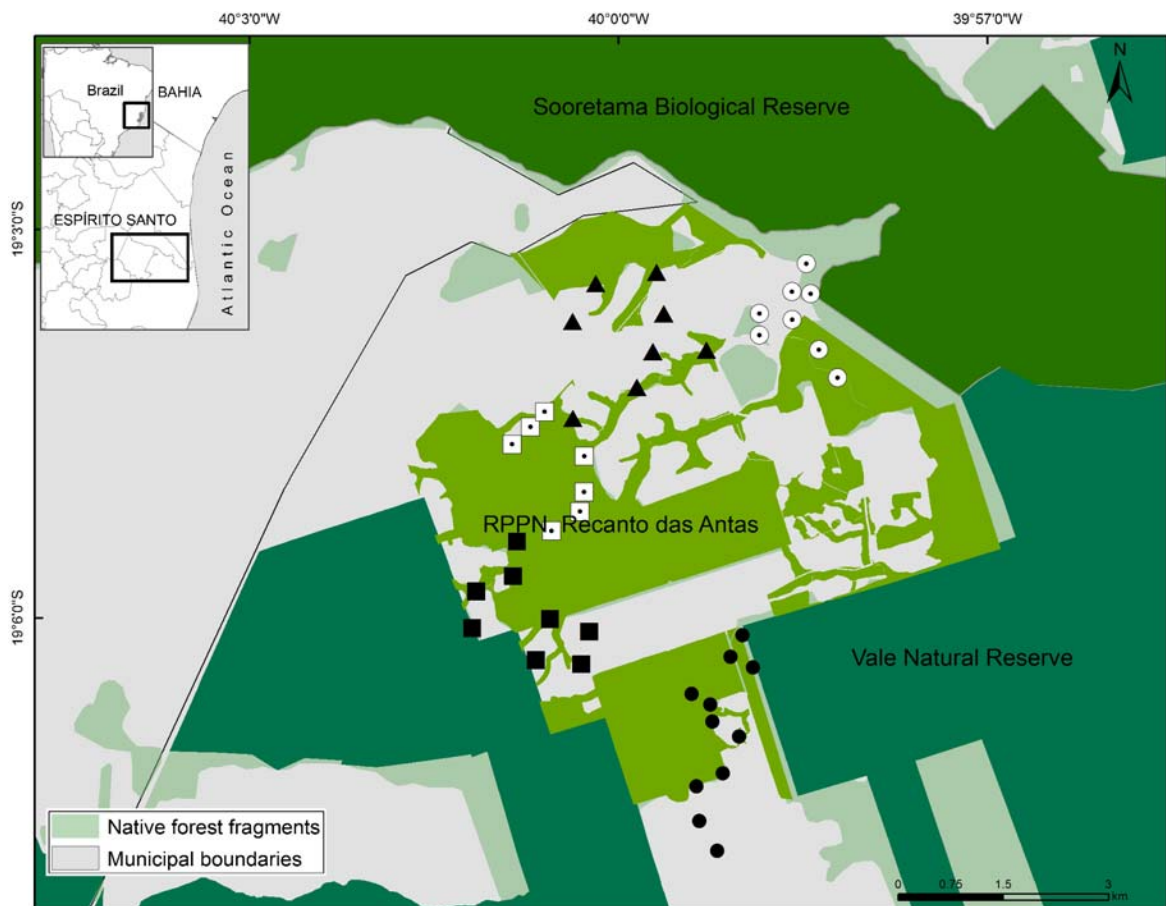 40°3'0"W
40°0'0"W
39°57'0"W
N
Sooretama Biological Reserve
Brazil
BAHIA
ESPÍRITO SANTO
Atlantic Ocean
19°3'0"S
RPPN Recanto das Antas
19°6'0"S
Vale Natural Reserve
Native forest fragments
Municipal boundaries
0 0.75 1.5 3
km